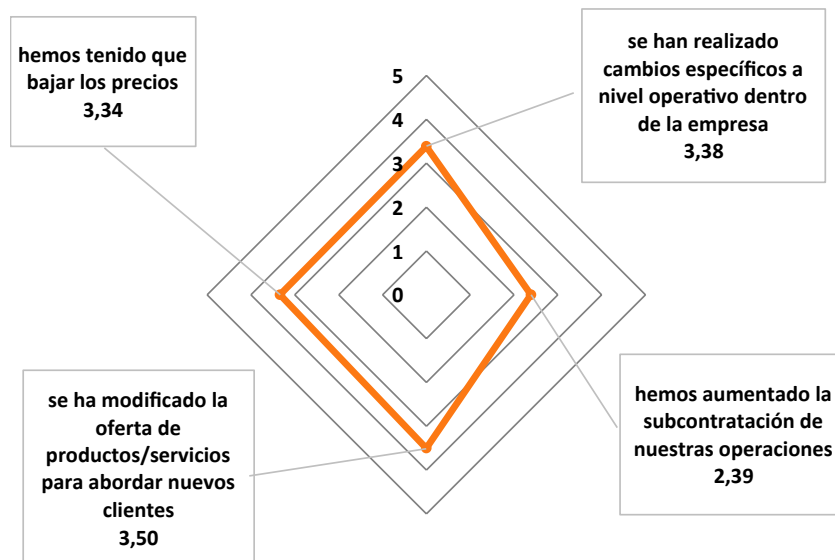 hemos tenido que
bajar los precios
3,34
se han realizado
cambios específicos a
nivel operativo dentro
de la empresa
3,38
5
4
3
2
1
0
se ha modificado la
oferta de
productos/servicios
para abordar nuevos
clientes
3,50
hemos aumentado la
subcontratación de
nuestras operaciones
2,39